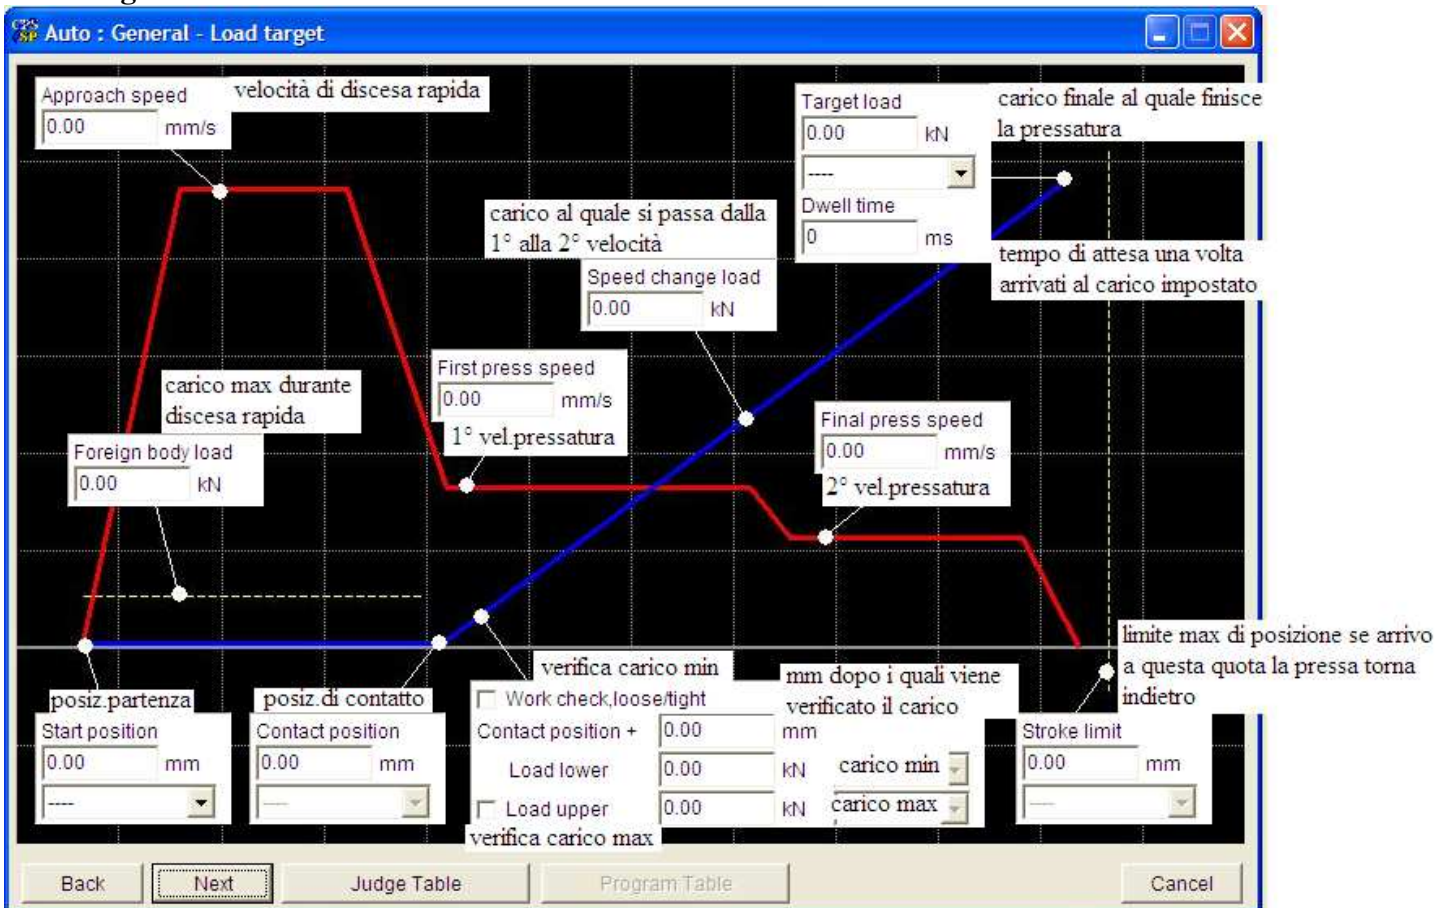 Auto : General - Load target
Approach speed
0.00 mm/s
velocità di discesa rapida
Target load
0.00 kN
----
Dwell time
0 ms
carico finale al quale finisce
la pressatura
tempo di attesa una volta
arrivati al carico impostato
carico al quale si passa dalla
1° alla 2° velocità
Speed change load
0.00 kN
First press speed
0.00 mm/s
1° vel.pressatura
carico max durante
discesa rapida
Foreign body load
0.00 kN
Final press speed
0.00 mm/s
2° vel.pressatura
limite max di posizione se arrivo
a questa quota la pressa torna
indietro
posiz.partenza
Start position
0.00 mm
----
posiz.di contatto
Contact position
0.00 mm
----
verifica carico min
Work check,loose/tight
mm dopo i quali viene
verificato il carico
Contact position + 0.00 mm
Load lower 0.00 kN carico min
Load upper 0.00 kN carico max
verifica carico max
Stroke limit
0.00 mm
----
Back Next Judge Table Program Table Cancel